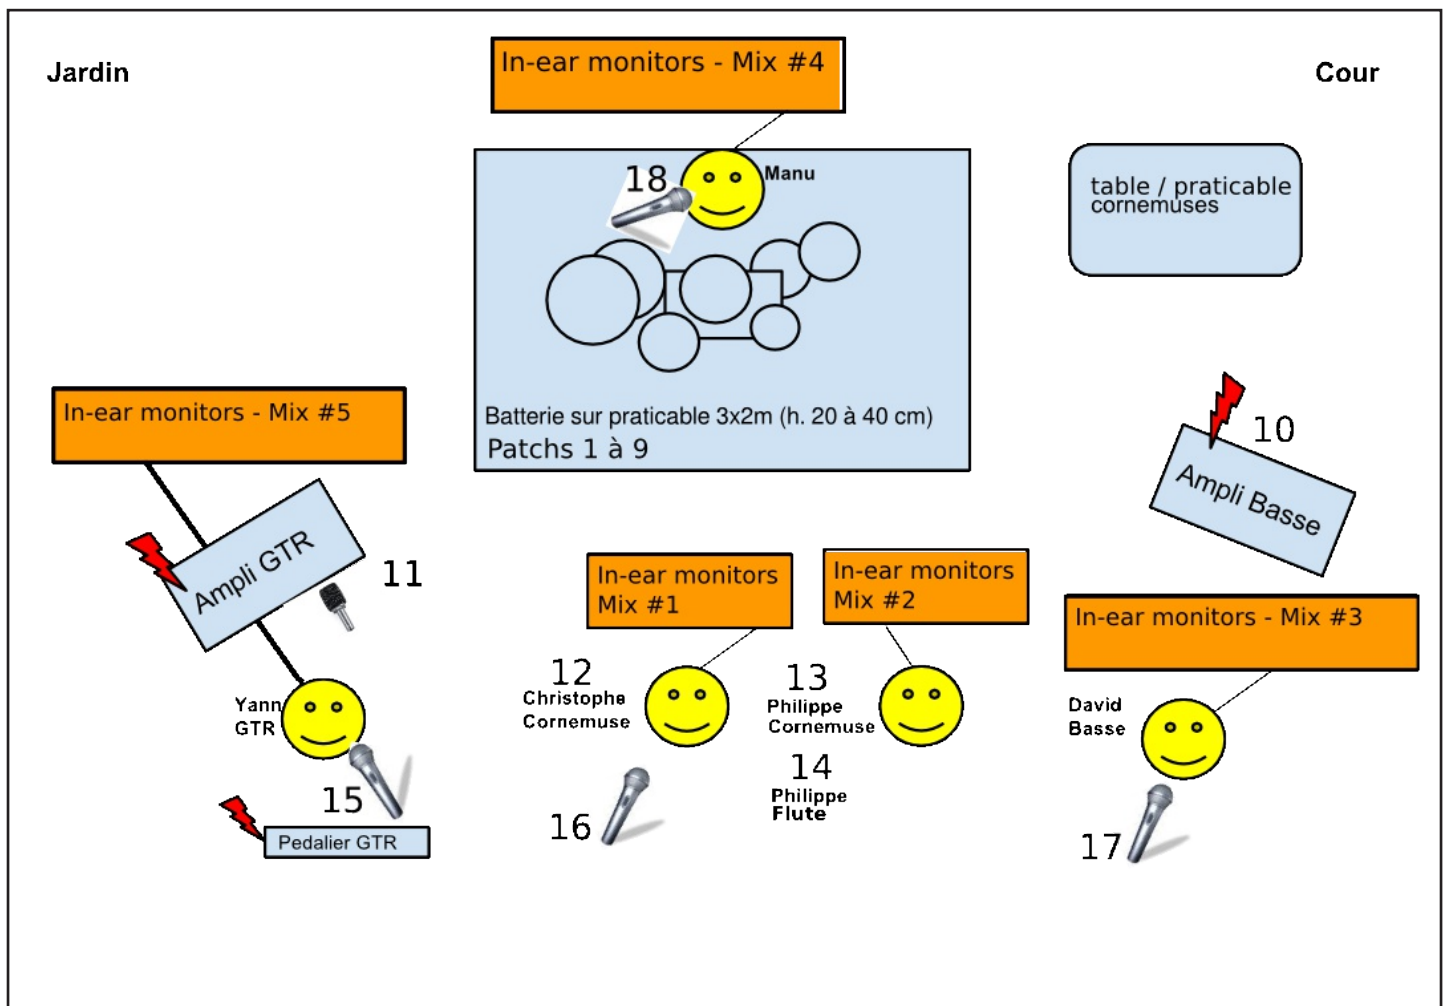 Jardin
In-ear monitors - Mix #4
Cour
18
Manu
table / praticable
cornemuses
Batterie sur praticable 3x2m (h. 20 à 40 cm)
Patchs 1 à 9
In-ear monitors - Mix #5
10
Ampli Basse
Ampli GTR
11
In-ear monitors
Mix #1
In-ear monitors
Mix #2
In-ear monitors - Mix #3
12
Christophe
Cornemuse
13
Philippe
Cornemuse
14
Philippe
Flute
Yann
GTR
David
Basse
15
16
17
Pedalier GTR